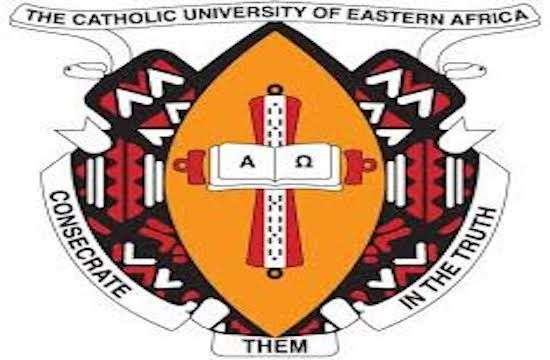 THE CATHOLIC UNIVERSITY OF EASTERN AFRICA
Α Ω
CONSECRATE
THEM
IN THE TRUTH